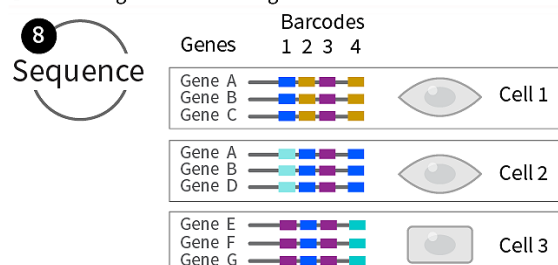 8
Sequence
Barcodes
Genes 1 2 3 4
Gene A
Gene B
Gene C
Cell 1
Gene A
Gene B
Gene D
Cell 2
Gene E
Gene F
Gene G
Cell 3